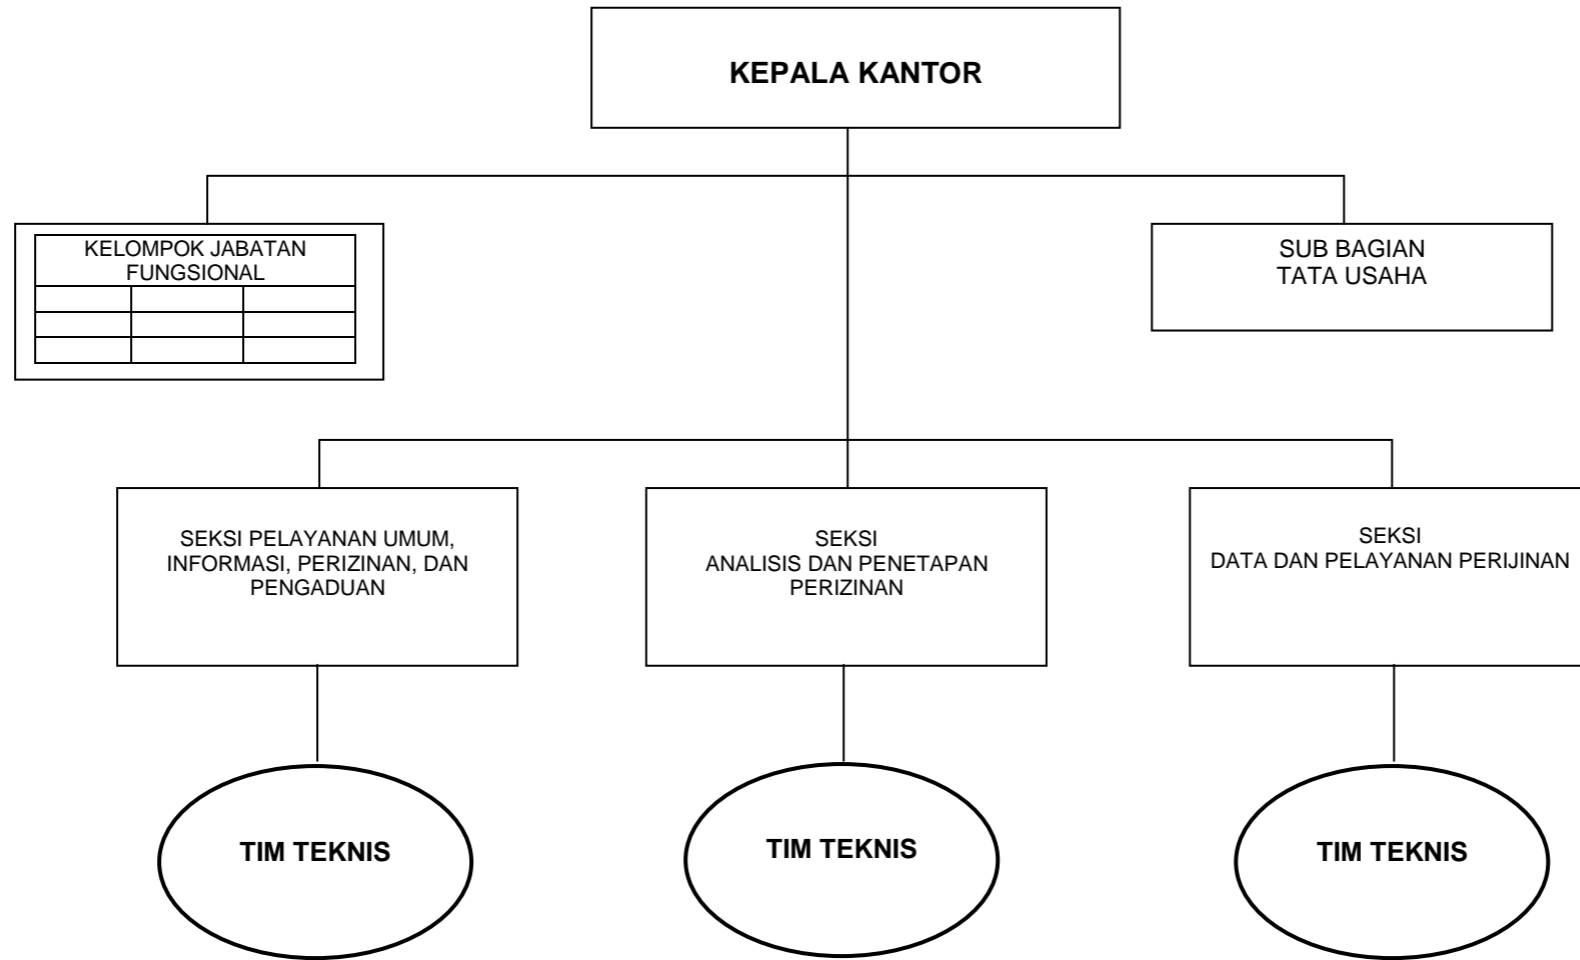 KEPALA KANTOR
KELOMPOK JABATAN
FUNGSIONAL
SUB BAGIAN
TATA USAHA
SEKSI PELAYANAN UMUM,
INFORMASI, PERIZINAN, DAN
PENGADUAN
SEKSI
ANALISIS DAN PENETAPAN
PERIZINAN
SEKSI
DATA DAN PELAYANAN PERIJINAN
TIM TEKNIS
TIM TEKNIS
TIM TEKNIS